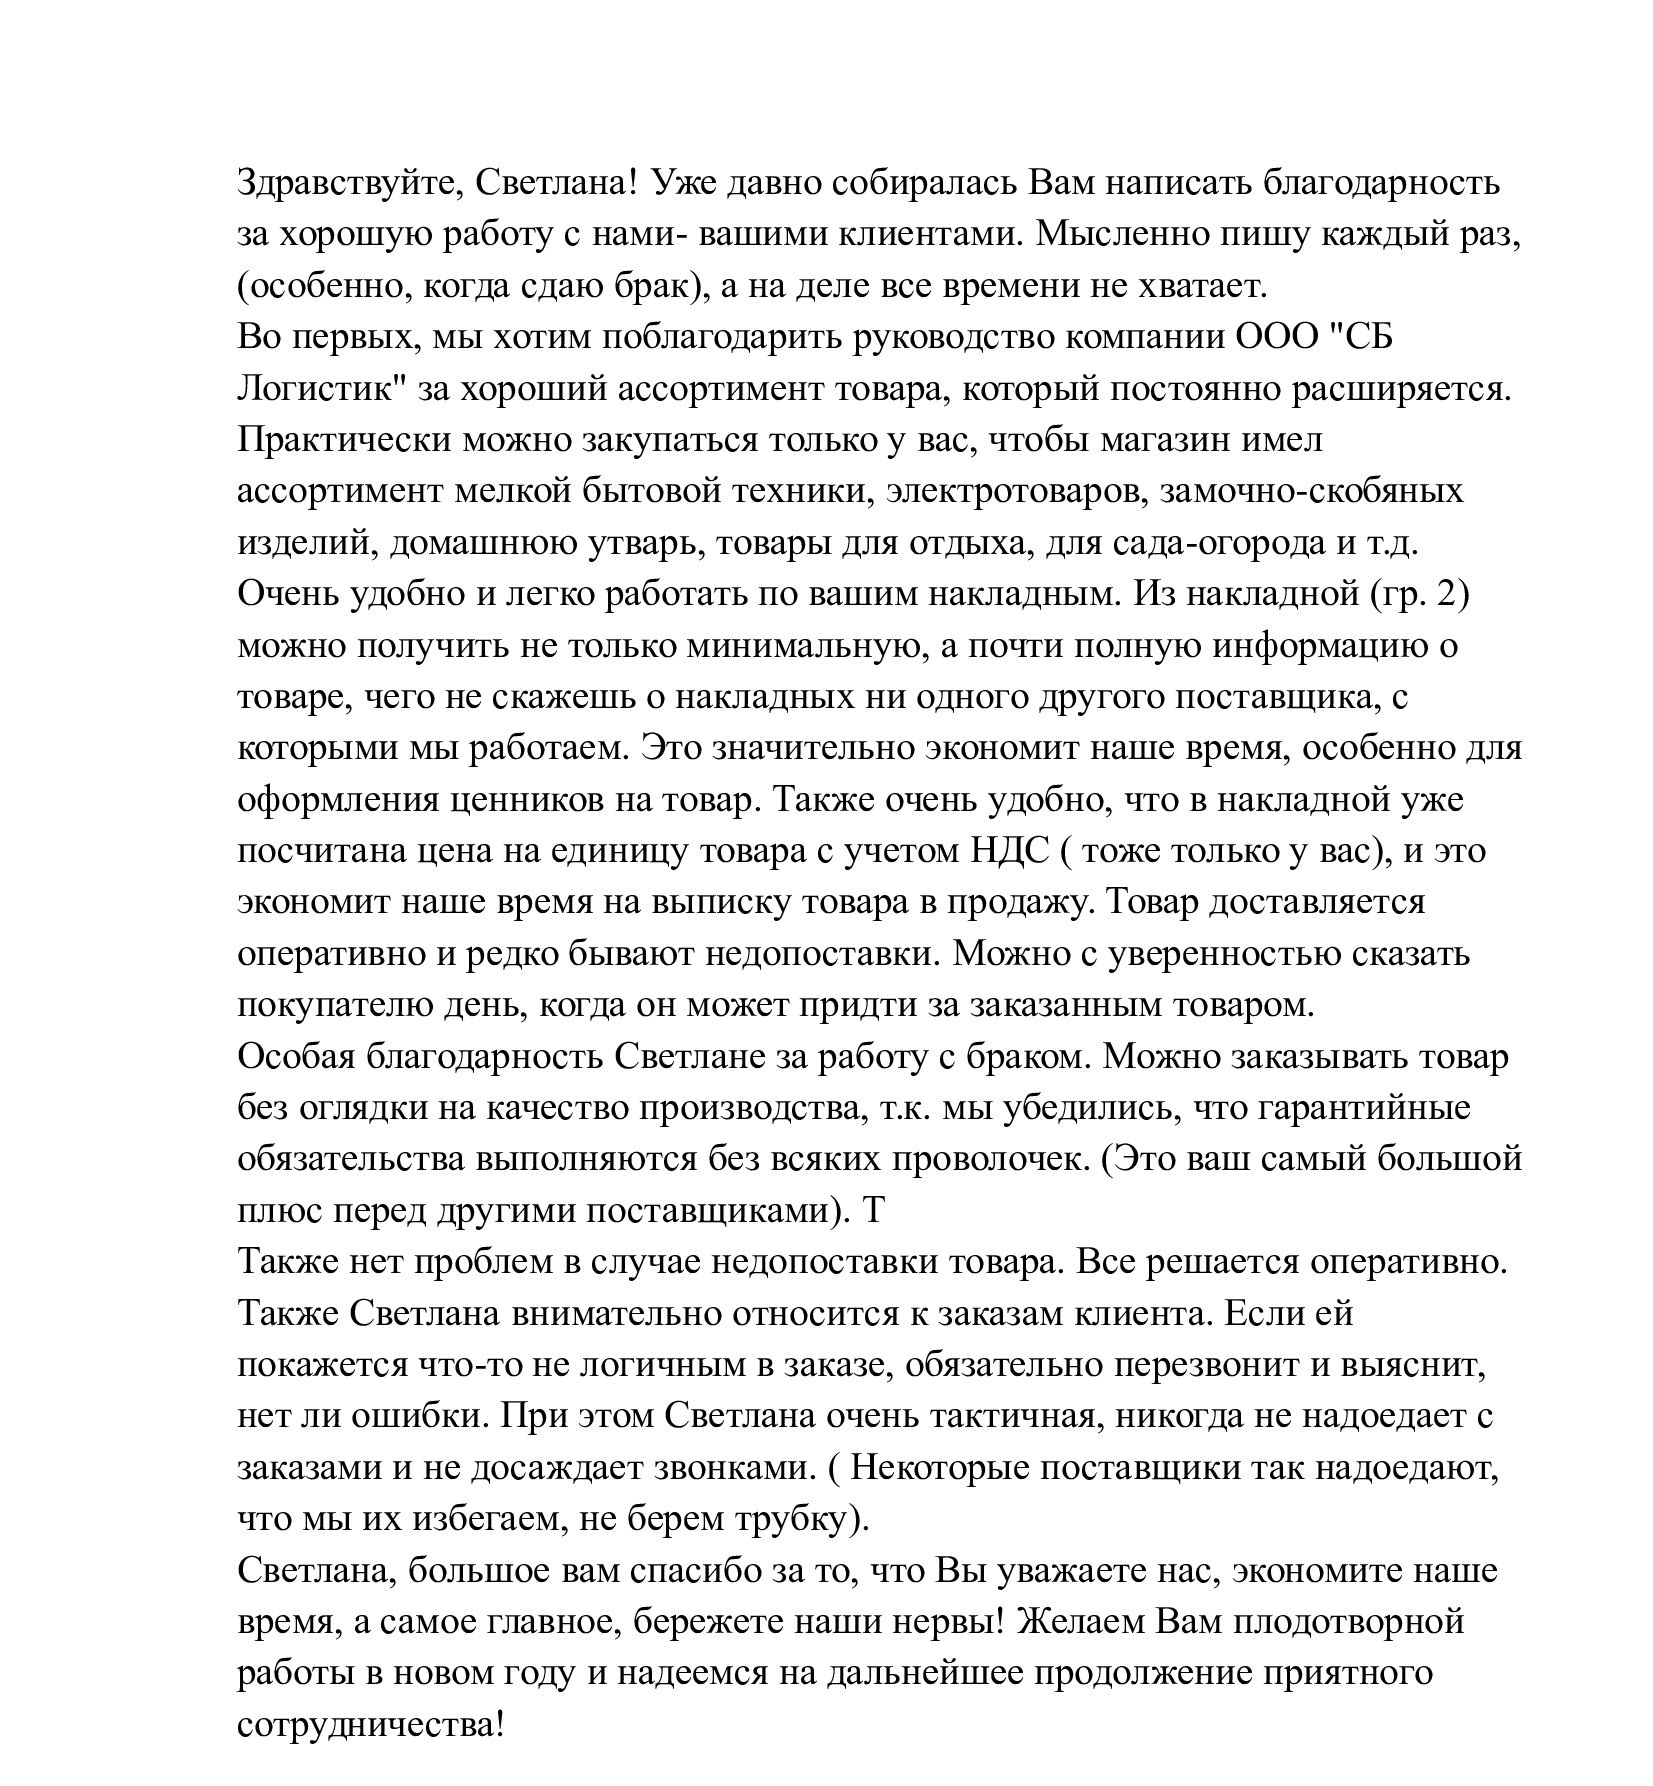 Здравствуйте, Светлана! Уже давно собиралась Вам написать благодарность
за хорошую работу с нами- вашими клиентами. Мысленно пишу каждый раз,
(особенно, когда сдаю брак), а на деле все времени не хватает.
Во первых, мы хотим поблагодарить руководство компании ООО "СБ
Логистик" за хороший ассортимент товара, который постоянно расширяется.
Практически можно закупаться только у вас, чтобы магазин имел
ассортимент мелкой бытовой техники, электротоваров, замочно-скобяных
изделий, домашнюю утварь, товары для отдыха, для сада-огорода и т.д.
Очень удобно и легко работать по вашим накладным. Из накладной (гр. 2)
можно получить не только минимальную, а почти полную информацию о
товаре, чего не скажешь о накладных ни одного другого поставщика, с
которыми мы работаем. Это значительно экономит наше время, особенно для
оформления ценников на товар. Также очень удобно, что в накладной уже
посчитана цена на единицу товара с учетом НДС ( тоже только у вас), и это
экономит наше время на выписку товара в продажу. Товар доставляется
оперативно и редко бывают недопоставки. Можно с уверенностью сказать
покупателю день, когда он может придти за заказанным товаром.
Особая благодарность Светлане за работу с браком. Можно заказывать товар
без оглядки на качество производства, т.к. мы убедились, что гарантийные
обязательства выполняются без всяких проволочек. (Это ваш самый большой
плюс перед другими поставщиками). Т
Также нет проблем в случае недопоставки товара. Все решается оперативно.
Также Светлана внимательно относится к заказам клиента. Если ей
покажется что-то не логичным в заказе, обязательно перезвонит и выяснит,
нет ли ошибки. При этом Светлана очень тактичная, никогда не надоедает с
заказами и не досаждает звонками. ( Некоторые поставщики так надоедают,
что мы их избегаем, не берем трубку).
Светлана, большое вам спасибо за то, что Вы уважаете нас, экономите наше
время, а самое главное, бережете наши нервы! Желаем Вам плодотворной
работы в новом году и надеемся на дальнейшее продолжение приятного
сотрудничества!